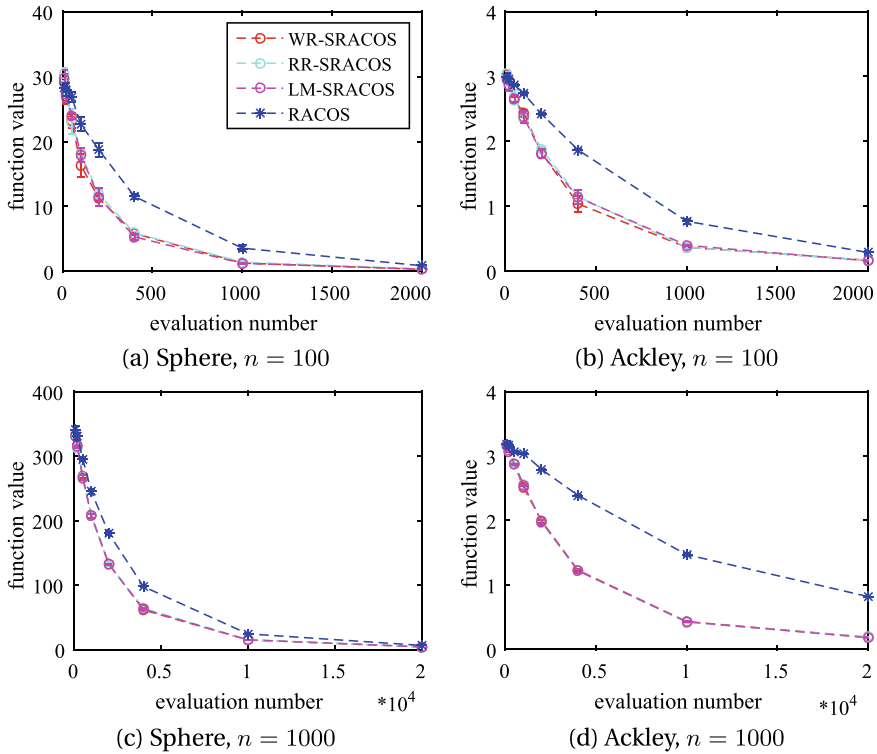 40
30
20
10
0
function value
WR-SRACOS
RR-SRACOS
LM-SRACOS
RACOS
0 500 1000 1500 2000
evaluation number
(a) Sphere, n = 100
4
3
2
1
0
function value
0 500 1000 1500 2000
evaluation number
(b) Ackley, n = 100
400
300
200
100
0
function value
0 0.5 1 1.5 2
evaluation number *10^4
(c) Sphere, n = 1000
4
3
2
1
0
function value
0 0.5 1 1.5 2
evaluation number *10^4
(d) Ackley, n = 1000